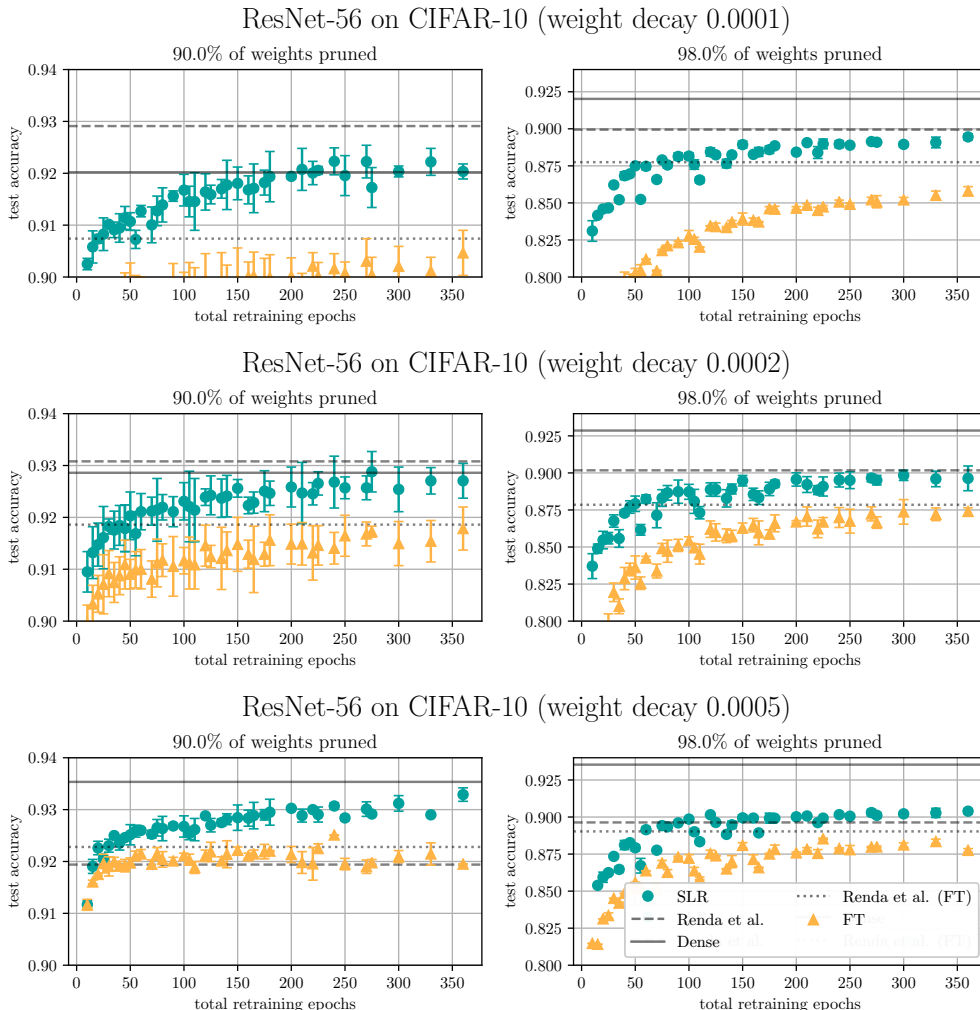 ResNet-56 on CIFAR-10 (weight decay 0.0001)
90.0% of weights pruned
98.0% of weights pruned
test accuracy
0.94
0.93
0.92
0.91
0.90
0 50 100 150 200 250 300 350
total retraining epochs
0.925
0.900
0.875
0.850
0.825
0.800
0 50 100 150 200 250 300 350
total retraining epochs
ResNet-56 on CIFAR-10 (weight decay 0.0002)
90.0% of weights pruned
98.0% of weights pruned
test accuracy
0.94
0.93
0.92
0.91
0.90
0 50 100 150 200 250 300 350
total retraining epochs
0.925
0.900
0.875
0.850
0.825
0.800
0 50 100 150 200 250 300 350
total retraining epochs
ResNet-56 on CIFAR-10 (weight decay 0.0005)
90.0% of weights pruned
98.0% of weights pruned
test accuracy
0.94
0.93
0.92
0.91
0.90
0 50 100 150 200 250 300 350
total retraining epochs
0.925
0.900
0.875
0.850
0.825
0.800
0 50 100 150 200 250 300 350
total retraining epochs
SLR
Renda et al.
Dense
Renda et al. (FT)
FT
Renda et al. (FT)